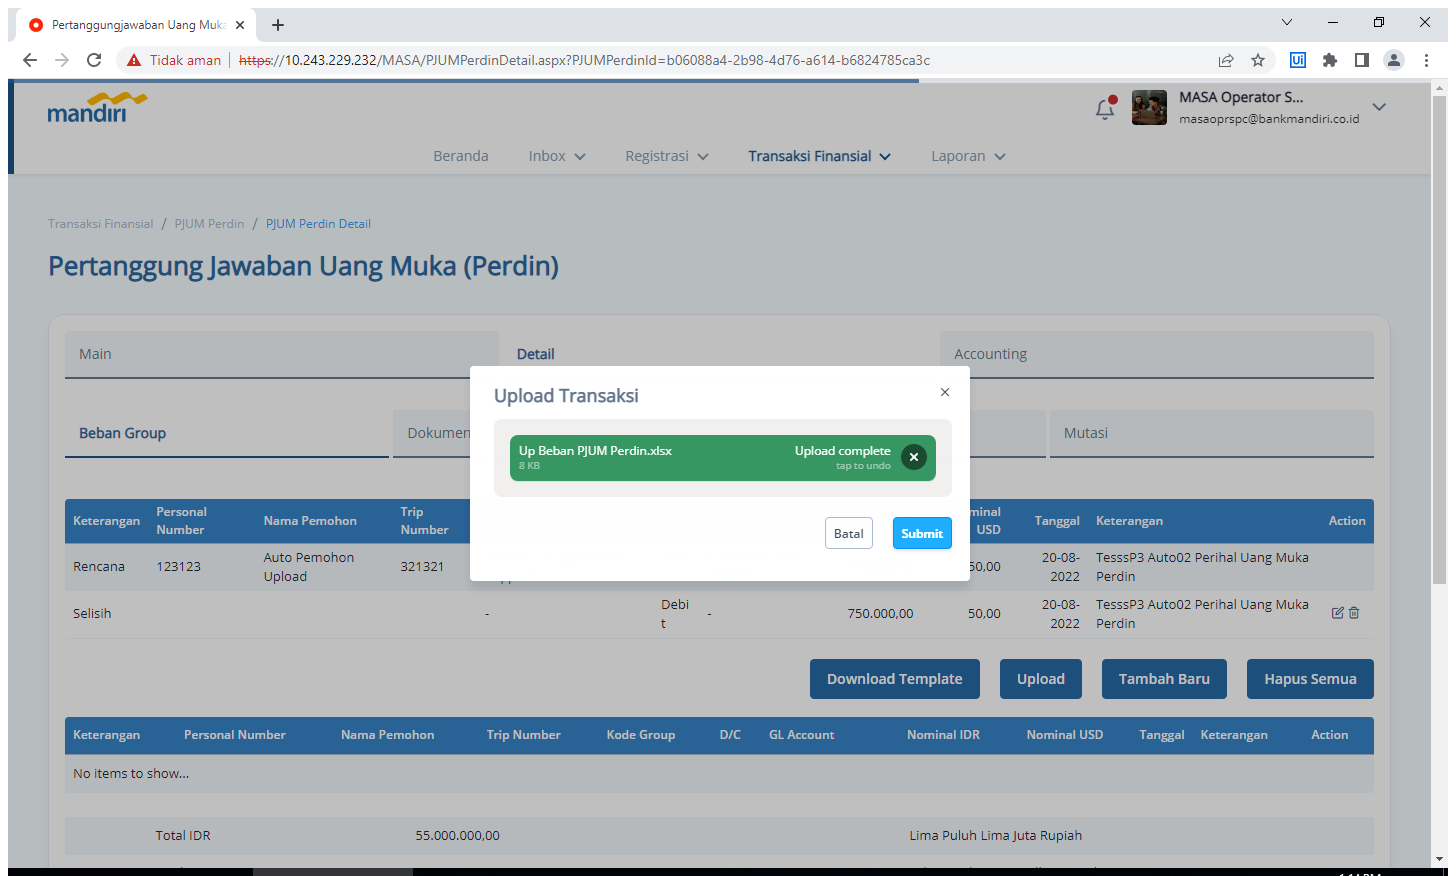 Pertanggungjawaban Uang Muka
Tidak aman
https://10.243.229.232/MASA/PJUMPerdinDetail.aspx?PJUMPerdinId=b06088a4-2b98-4d76-a614-b6824785ca3c
Ui
mandiri
MASA Operator S...
masaoprspc@bankmandiri.co.id
Beranda Inbox Registrasi Transaksi Finansial Laporan
Transaksi Finansial / PJUM Perdin / PJUM Perdin Detail
Pertanggung Jawaban Uang Muka (Perdin)
Main Detail Accounting
Upload Transaksi
Beban Group Dokumen Mutasi
Up Beban PJUM Perdin.xlsx Upload complete
8 KB tap to undo
Batal Submit
Keterangan Personal Number Nama Pemohon Trip Number USD Tanggal Keterangan Action
Rencana 123123 Auto Pemohon Upload 321321 50,00 20-08-2022 TesssP3 Auto02 Perihal Uang Muka Perdin
Selisih - Debit - 750.000,00 50,00 20-08-2022 TesssP3 Auto02 Perihal Uang Muka Perdin
Download Template Upload Tambah Baru Hapus Semua
Keterangan Personal Number Nama Pemohon Trip Number Kode Group D/C GL Account Nominal IDR Nominal USD Tanggal Keterangan Action
No items to show...
Total IDR 55.000.000,00 Lima Puluh Lima Juta Rupiah